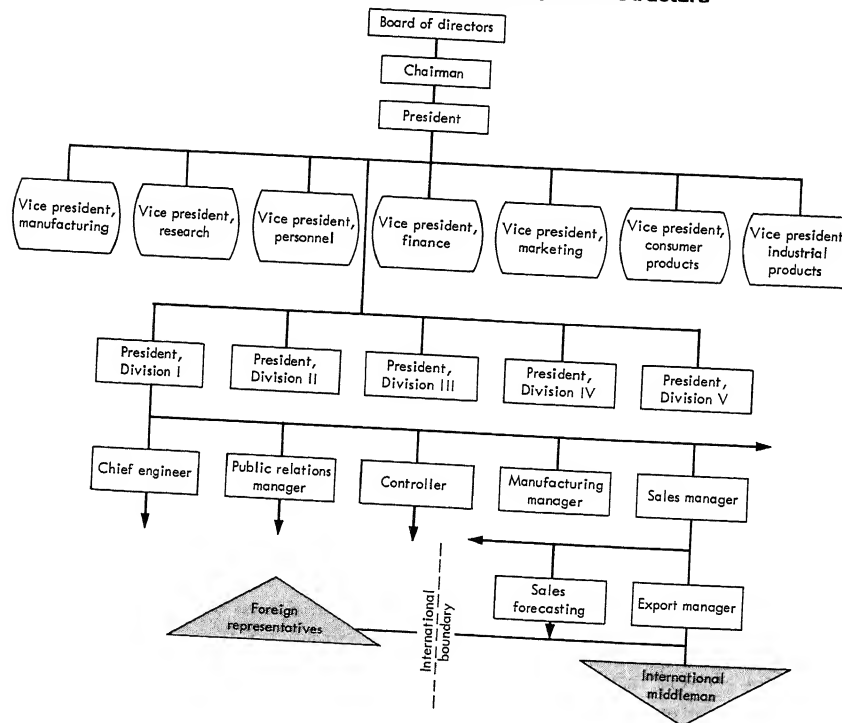 Board of directors
Chairman
President
Vice president,
manufacturing
Vice president,
research
Vice president,
personnel
Vice president,
finance
Vice president,
marketing
Vice president,
consumer
products
Vice president
industrial
products
President,
Division I
President,
Division II
President,
Division III
President,
Division IV
President,
Division V
Chief engineer
Public relations
manager
Controller
Manufacturing
manager
Sales manager
Foreign
representatives
International
boundary
Sales
forecasting
Export manager
International
middleman